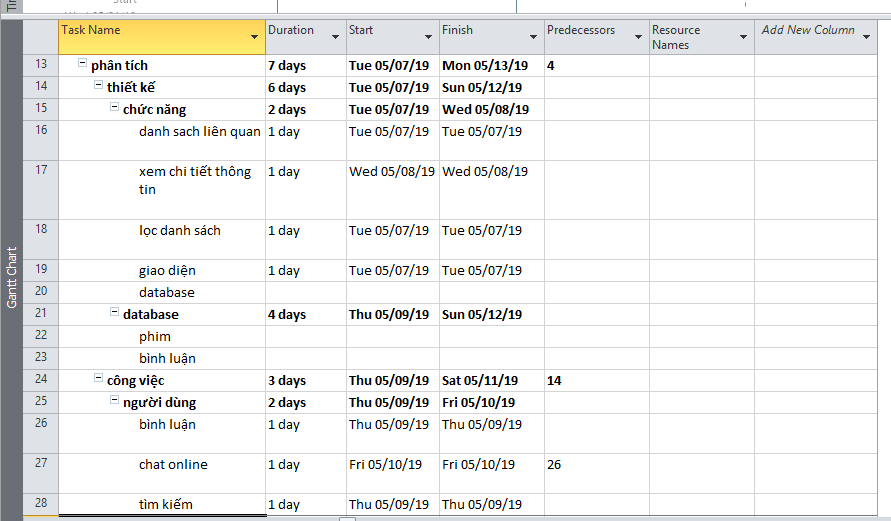 Start
Task Name Duration Start Finish Predecessors Resource Names Add New Column
13 phân tích 7 days Tue 05/07/19 Mon 05/13/19 4
14 thiết kế 6 days Tue 05/07/19 Sun 05/12/19
15 chức năng 2 days Tue 05/07/19 Wed 05/08/19
16 danh sach liên quan 1 day Tue 05/07/19 Tue 05/07/19
17 xem chi tiết thông tin 1 day Wed 05/08/19 Wed 05/08/19
18 lọc danh sách 1 day Tue 05/07/19 Tue 05/07/19
19 giao diện 1 day Tue 05/07/19 Tue 05/07/19
20 database
21 database 4 days Thu 05/09/19 Sun 05/12/19
22 phim
23 bình luận
24 công việc 3 days Thu 05/09/19 Sat 05/11/19 14
25 người dùng 2 days Thu 05/09/19 Fri 05/10/19
26 bình luận 1 day Thu 05/09/19 Thu 05/09/19
27 chat online 1 day Fri 05/10/19 Fri 05/10/19 26
28 tìm kiếm 1 day Thu 05/09/19 Thu 05/09/19
Gantt Chart